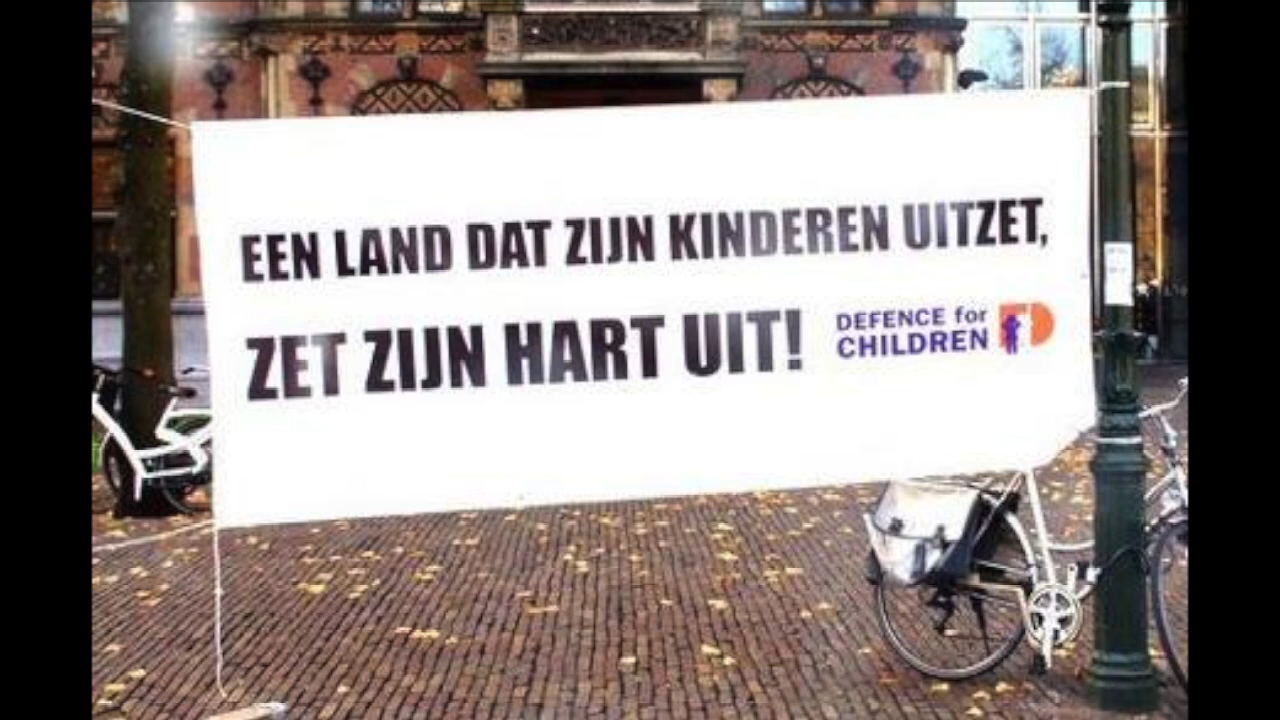 EEN LAND DAT ZIJN KINDEREN UITZET,
ZET ZIJN HART UIT!
DEFENCE for
CHILDREN